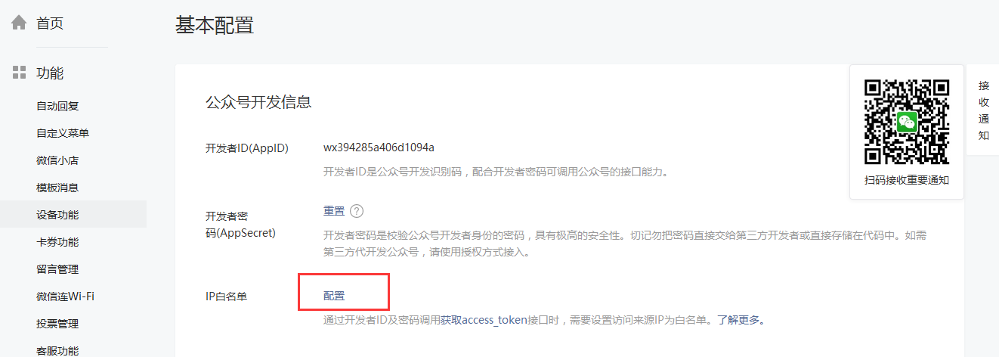 首页
功能
自动回复
自定义菜单
微信小店
模板消息
设备功能
卡券功能
留言管理
微信连Wi-Fi
投票管理
客服功能
基本配置
公众号开发信息
开发者ID(AppID)
wx394285a406d1094a
开发者ID是公众号开发识别码，配合开发者密码可调用公众号的接口能力。
开发者密
码(AppSecret)
重置 ?
开发者密码是校验公众号开发者身份的密码，具有极高的安全性。切记勿把密码直接交给第三方开发者或直接存储在代码中。如需
第三方代开发公众号，请使用授权方式接入。
IP白名单
配置
通过开发者ID及密码调用获取access_token接口时，需要设置访问来源IP为白名单。了解更多。
扫码接收重要通知
接
收
通
知